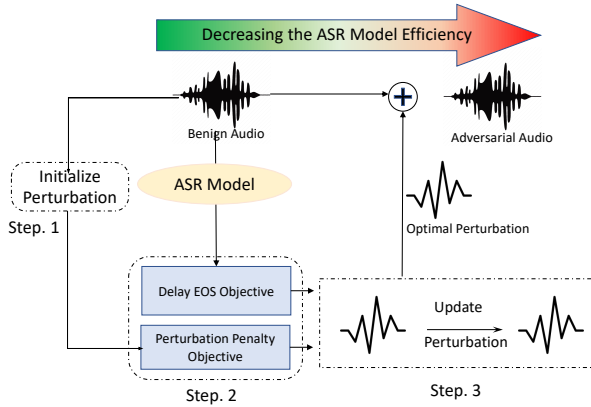 Decreasing the ASR Model Efficiency
Benign Audio
Adversarial Audio
Initialize
Perturbation
ASR Model
Step. 1
Optimal Perturbation
Delay EOS Objective
Update
Perturbation
Perturbation Penalty
Objective
Step. 2
Step. 3